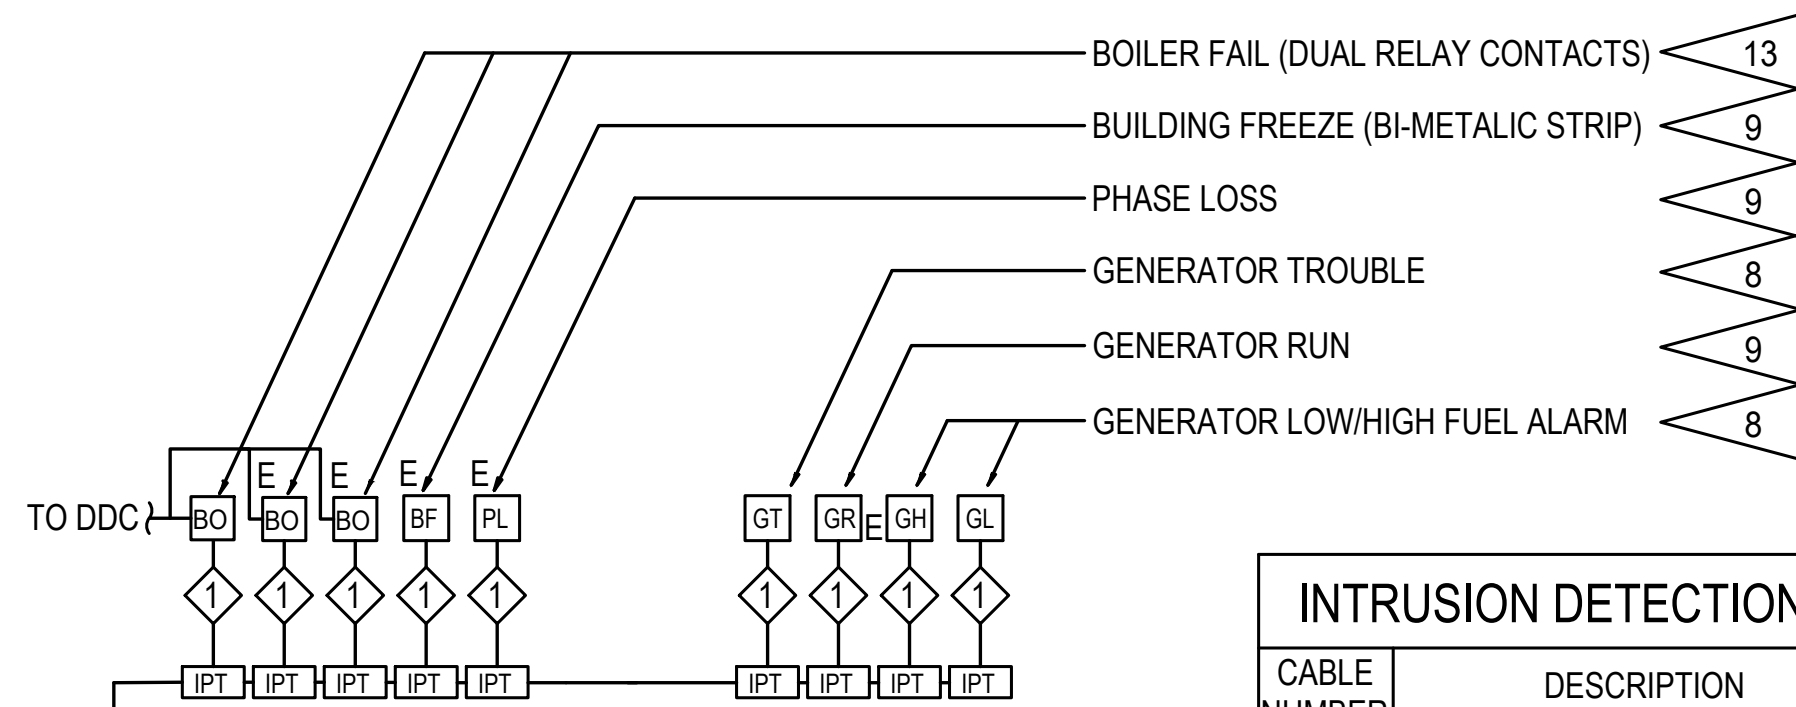 BOILER FAIL (DUAL RELAY CONTACTS) 13
BUILDING FREEZE (BI-METALIC STRIP) 9
PHASE LOSS 9
GENERATOR TROUBLE 8
GENERATOR RUN 9
GENERATOR LOW/HIGH FUEL ALARM 8
E E E E
TO DDC BO BO BO BF PL GT GR E GH GL
1 1 1 1 1 1 1 1 1
IPT IPT IPT IPT IPT IPT IPT IPT IPT
INTRUSION DETECTION
CABLE
NUMBER
DESCRIPTION